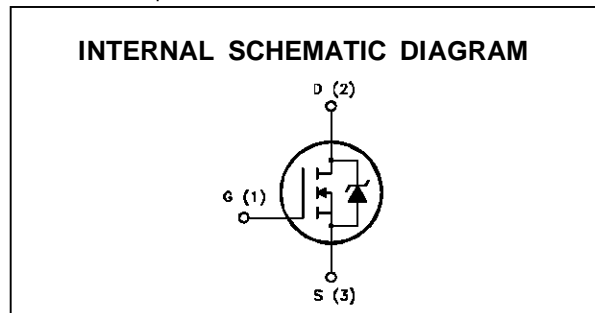 INTERNAL SCHEMATIC DIAGRAM
D (2)
G (1)
S (3)